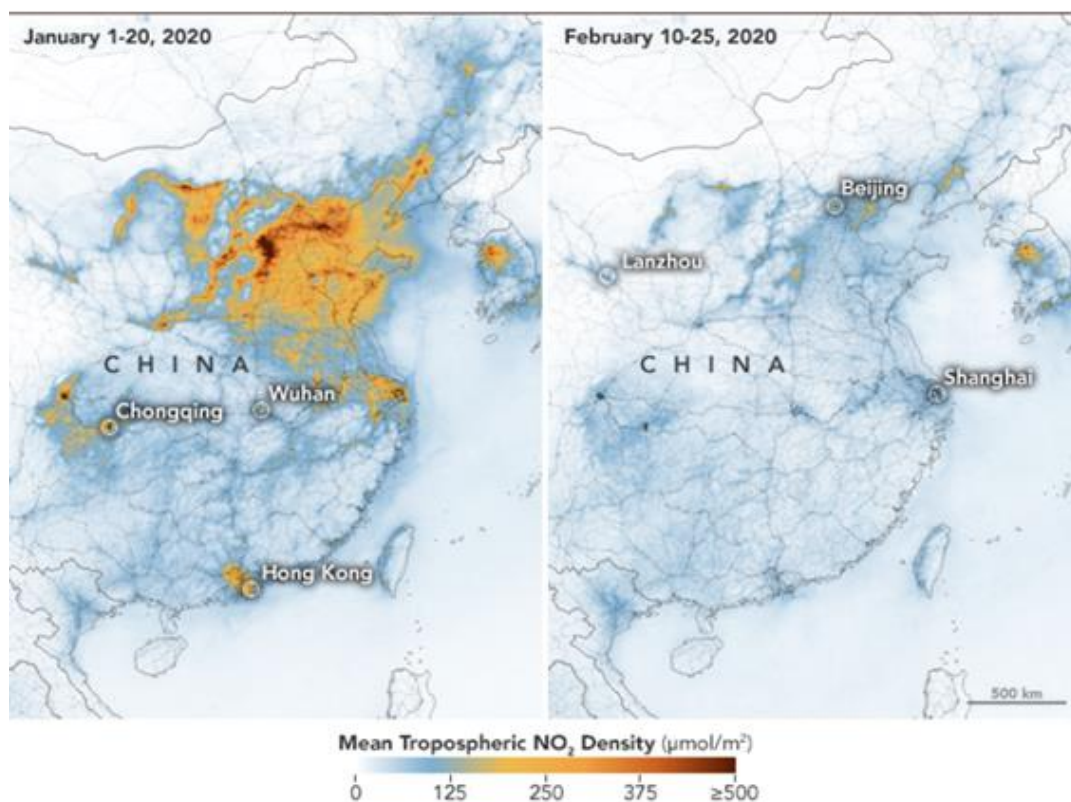 January 1-20, 2020
CHINA
Wuhan
Chongqing
Hong Kong
February 10-25, 2020
Beijing
Lanzhou
CHINA
Shanghai
500 km
Mean Tropospheric NO₂ Density (μmol/m²)
0 125 250 375 ≥500